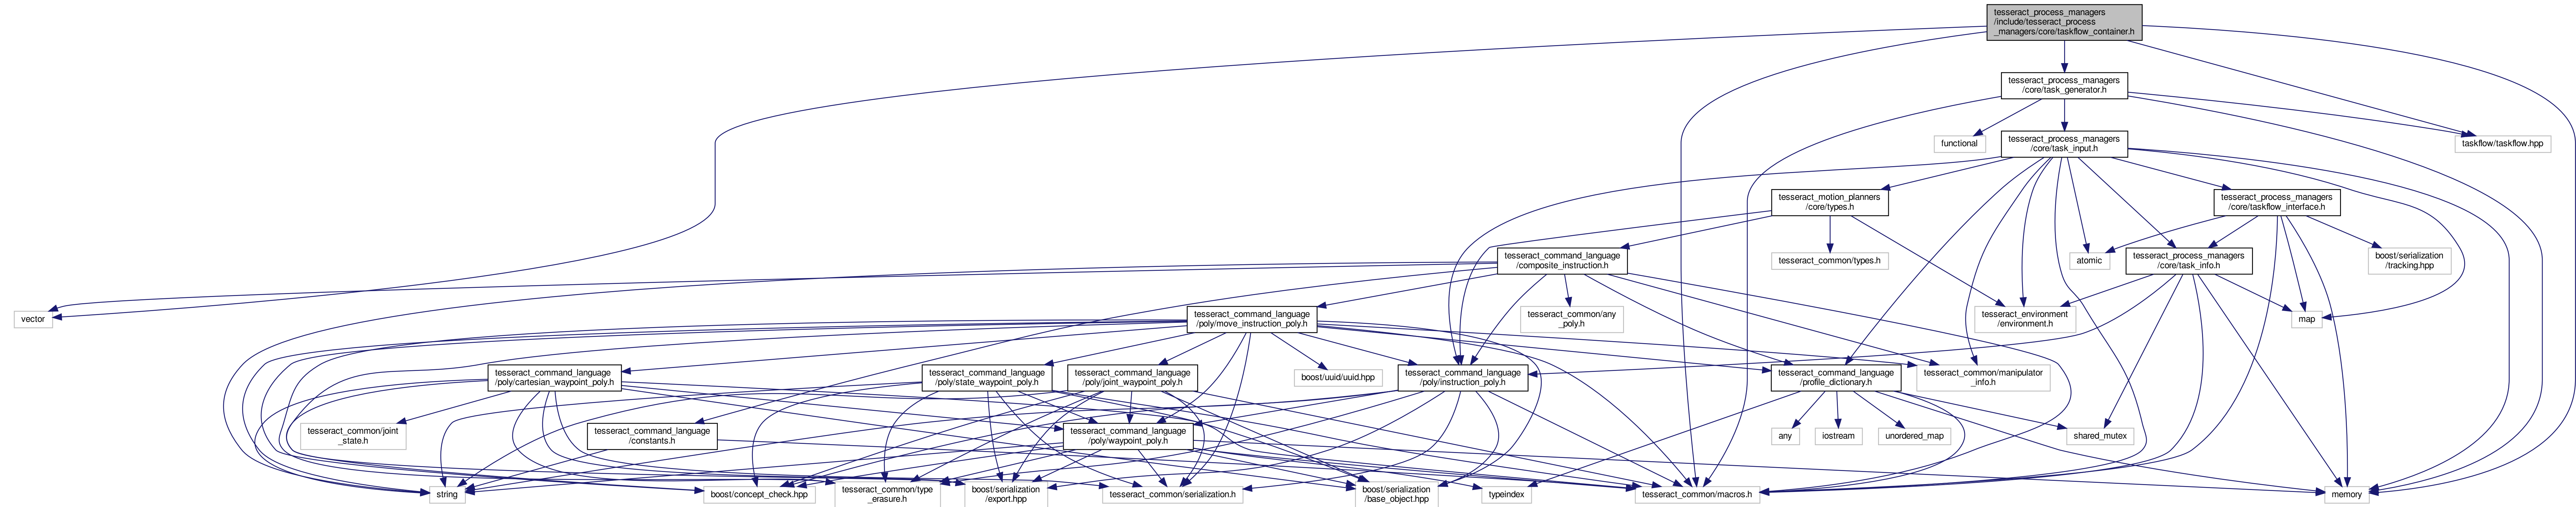 tesseract_process_managers
/include/tesseract_process
_managers/core/taskflow_container.h
tesseract_process_managers
/core/task_generator.h
functional
tesseract_process_managers
/core/task_input.h
taskflow/taskflow.hpp
tesseract_motion_planners
/core/types.h
tesseract_process_managers
/core/taskflow_interface.h
tesseract_command_language
/composite_instruction.h
tesseract_common/types.h
atomic
tesseract_process_managers
/core/task_info.h
boost/serialization
/tracking.hpp
vector
tesseract_command_language
/poly/move_instruction_poly.h
tesseract_common/any
_poly.h
tesseract_environment
/environment.h
map
tesseract_command_language
/poly/cartesian_waypoint_poly.h
tesseract_command_language
/poly/state_waypoint_poly.h
tesseract_command_language
/poly/joint_waypoint_poly.h
boost/uuid/uuid.hpp
tesseract_command_language
/poly/instruction_poly.h
tesseract_command_language
/profile_dictionary.h
tesseract_common/manipulator
_info.h
tesseract_common/joint
_state.h
tesseract_command_language
/constants.h
tesseract_command_language
/poly/waypoint_poly.h
any
iostream
unordered_map
shared_mutex
string
boost/concept_check.hpp
tesseract_common/type
_erasure.h
boost/serialization
/export.hpp
tesseract_common/serialization.h
boost/serialization
/base_object.hpp
typeindex
tesseract_common/macros.h
memory